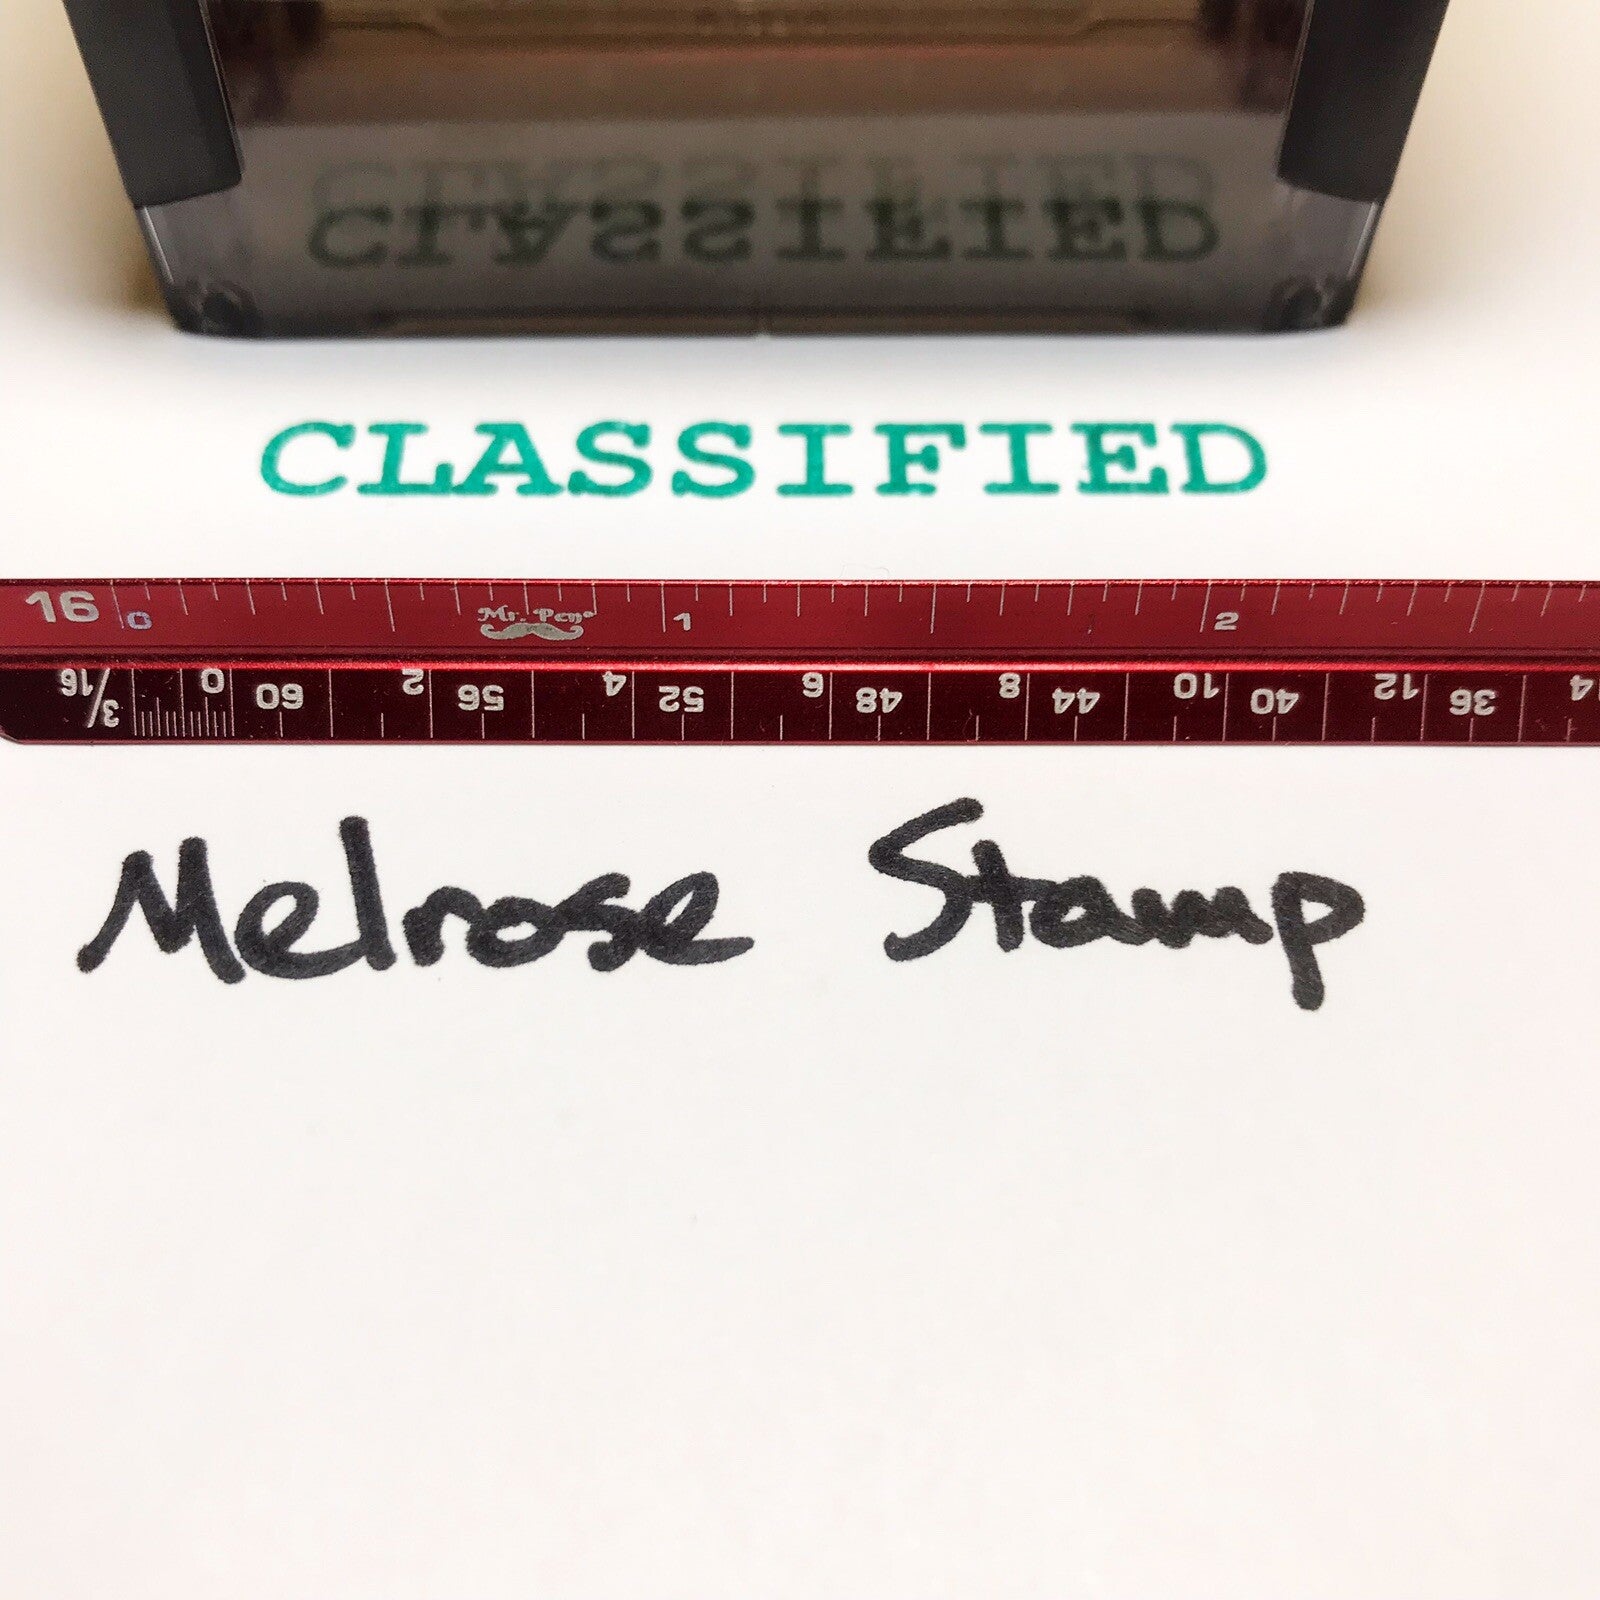 CLASSIFIED
CLASSIFIED
16 0 Mr. Pen® 1 2
3/16 0 60 2 56 4 52 6 48 8 44 10 40 12 36
Melrose Stamp